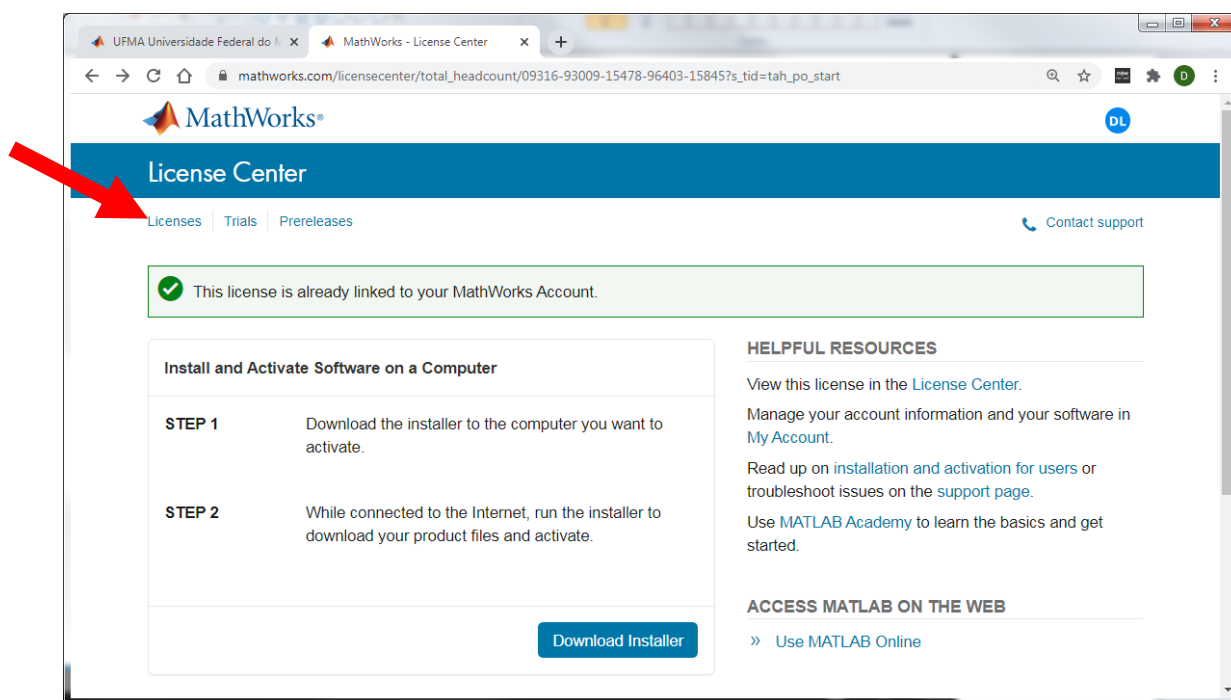 UFMA Universidade Federal do
MathWorks - License Center
mathworks.com/licensecenter/total_headcount/09316-93009-15478-96403-15845?s_tid=tah_po_start
D
MathWorks®
DL
License Center
Licenses
Trials
Prereleases
Contact support
This license is already linked to your MathWorks Account.
Install and Activate Software on a Computer
STEP 1
Download the installer to the computer you want to
activate.
STEP 2
While connected to the Internet, run the installer to
download your product files and activate.
Download Installer
HELPFUL RESOURCES
View this license in the License Center.
Manage your account information and your software in
My Account.
Read up on installation and activation for users or
troubleshoot issues on the support page.
Use MATLAB Academy to learn the basics and get
started.
ACCESS MATLAB ON THE WEB
» Use MATLAB Online